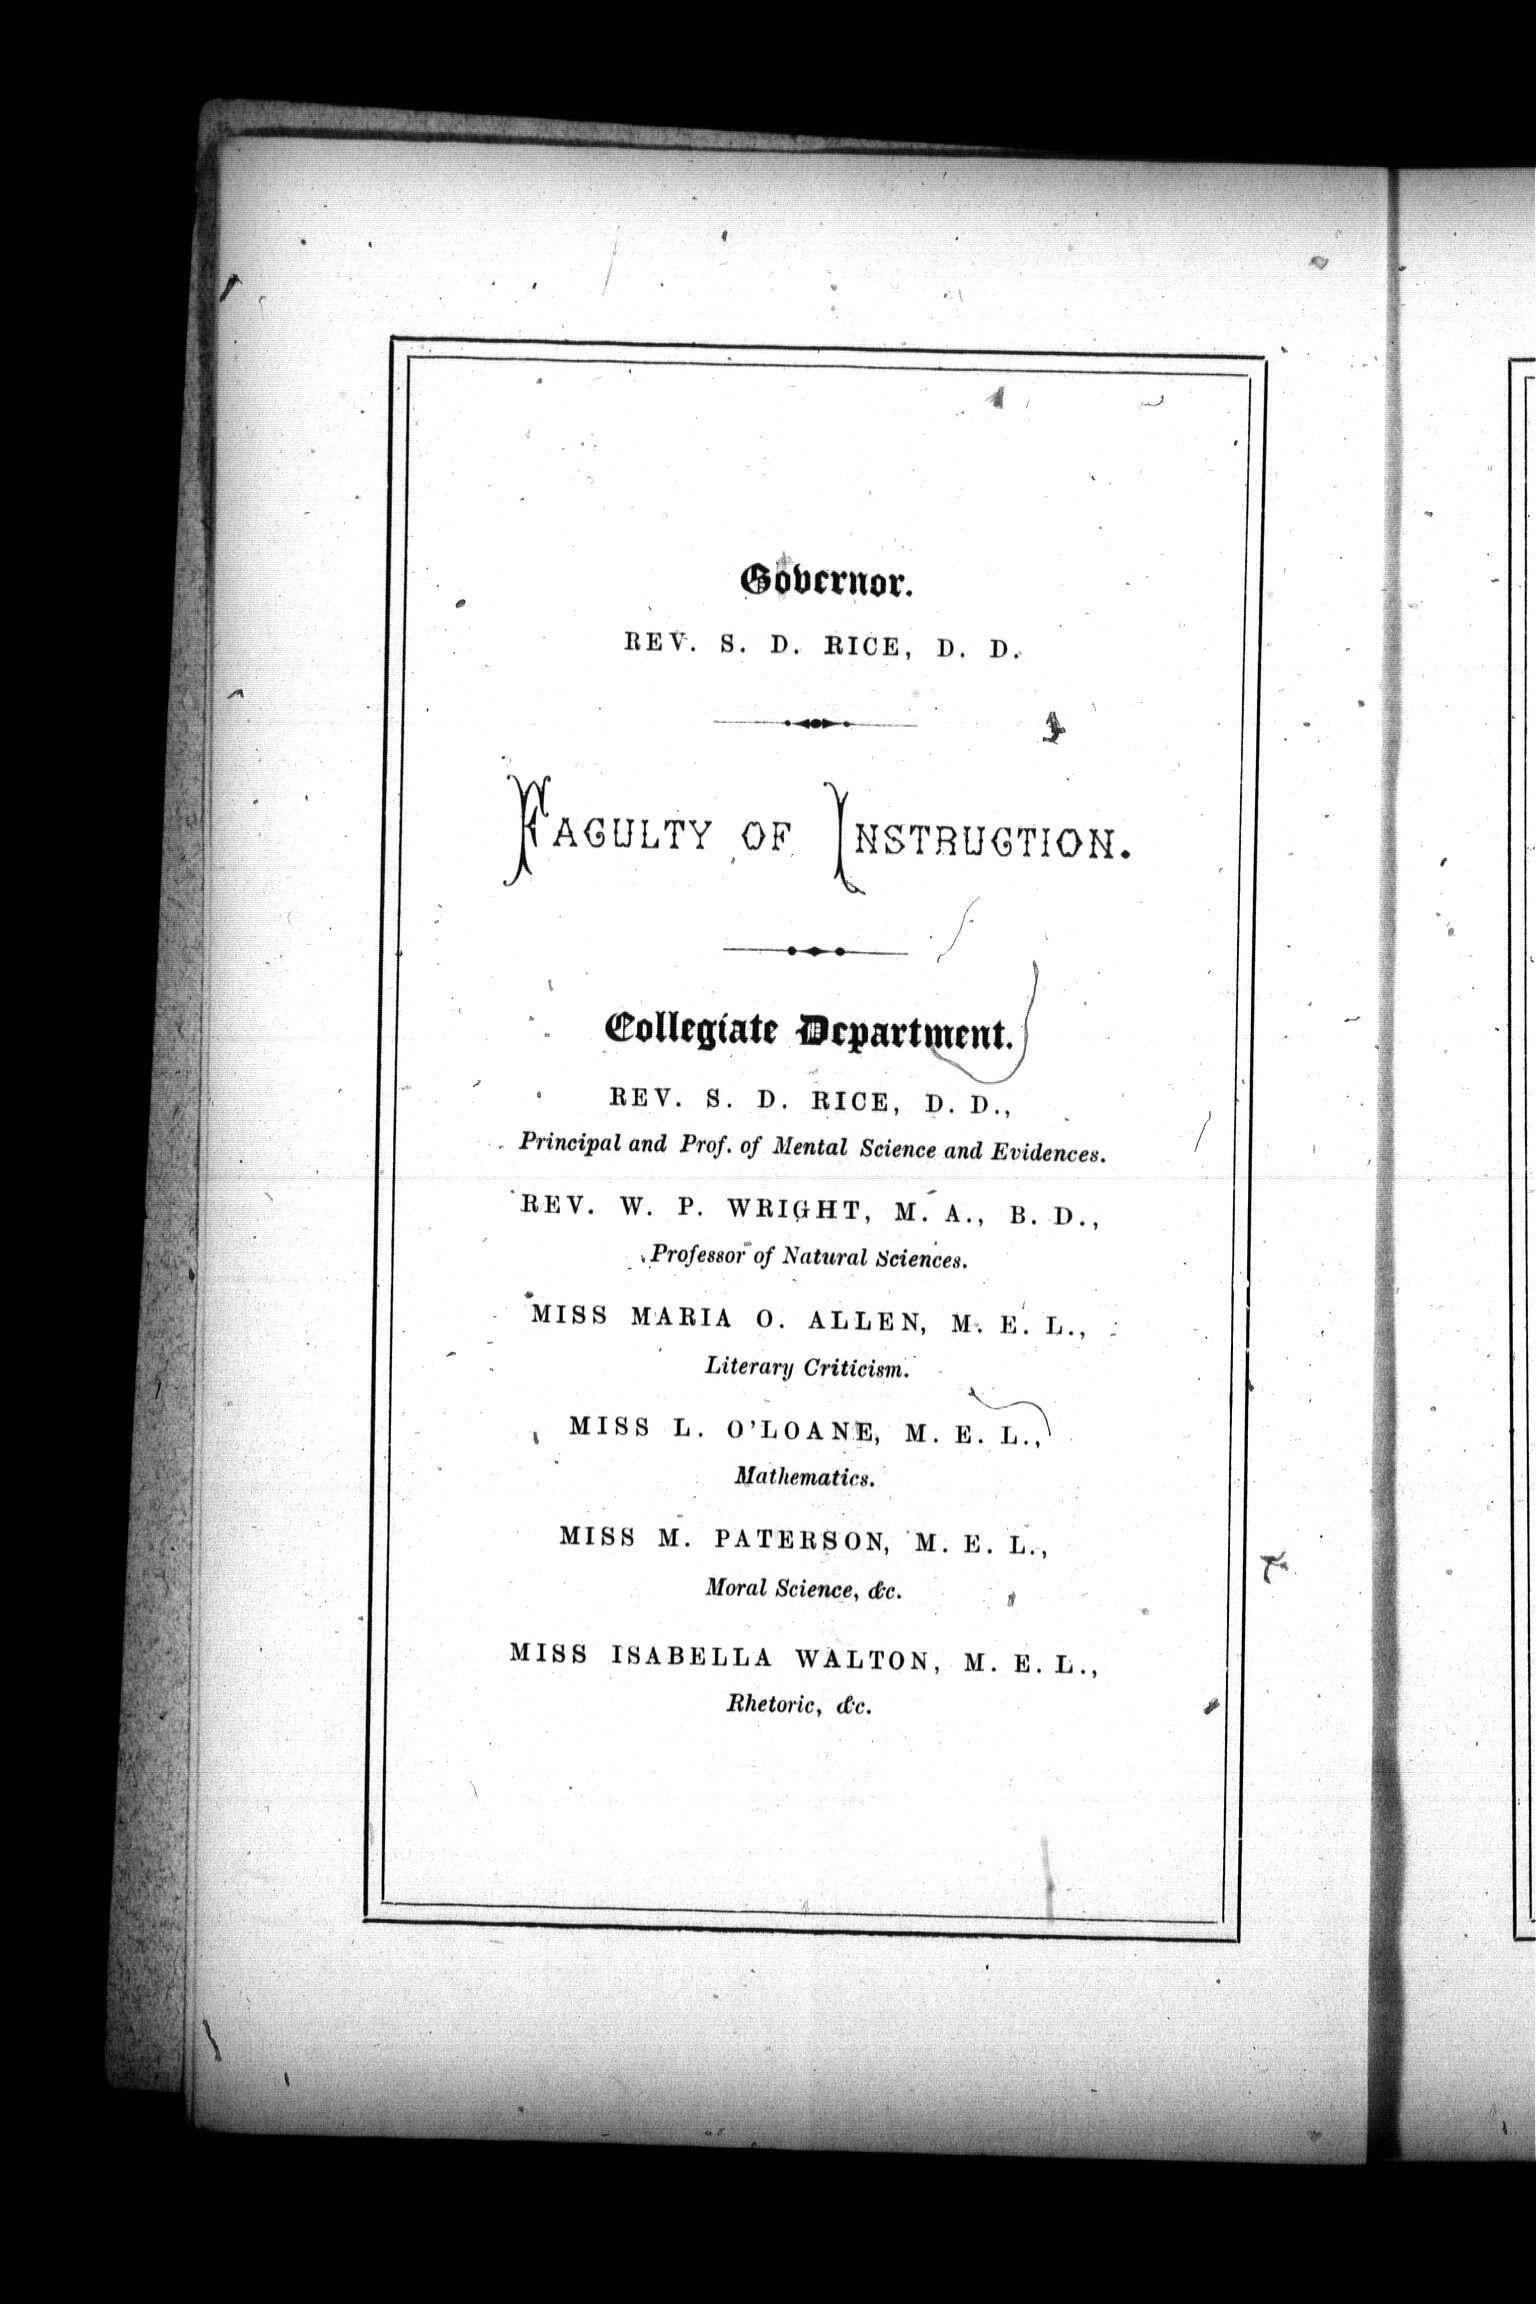 Governor.
REV. S. D. RICE, D. D.
FACULTY OF INSTRUCTION.
Collegiate Department.
REV. S. D. RICE, D. D.,
Principal and Prof. of Mental Science and Evidences.
REV. W. P. WRIGHT, M. A., B. D.,
Professor of Natural Sciences.
MISS MARIA O. ALLEN, M. E. L.,
Literary Criticism.
MISS L. O'LOANE, M. E. L.,
Mathematics.
MISS M. PATERSON, M. E. L.,
Moral Science, &c.
MISS ISABELLA WALTON, M. E. L.,
Rhetoric, &c.